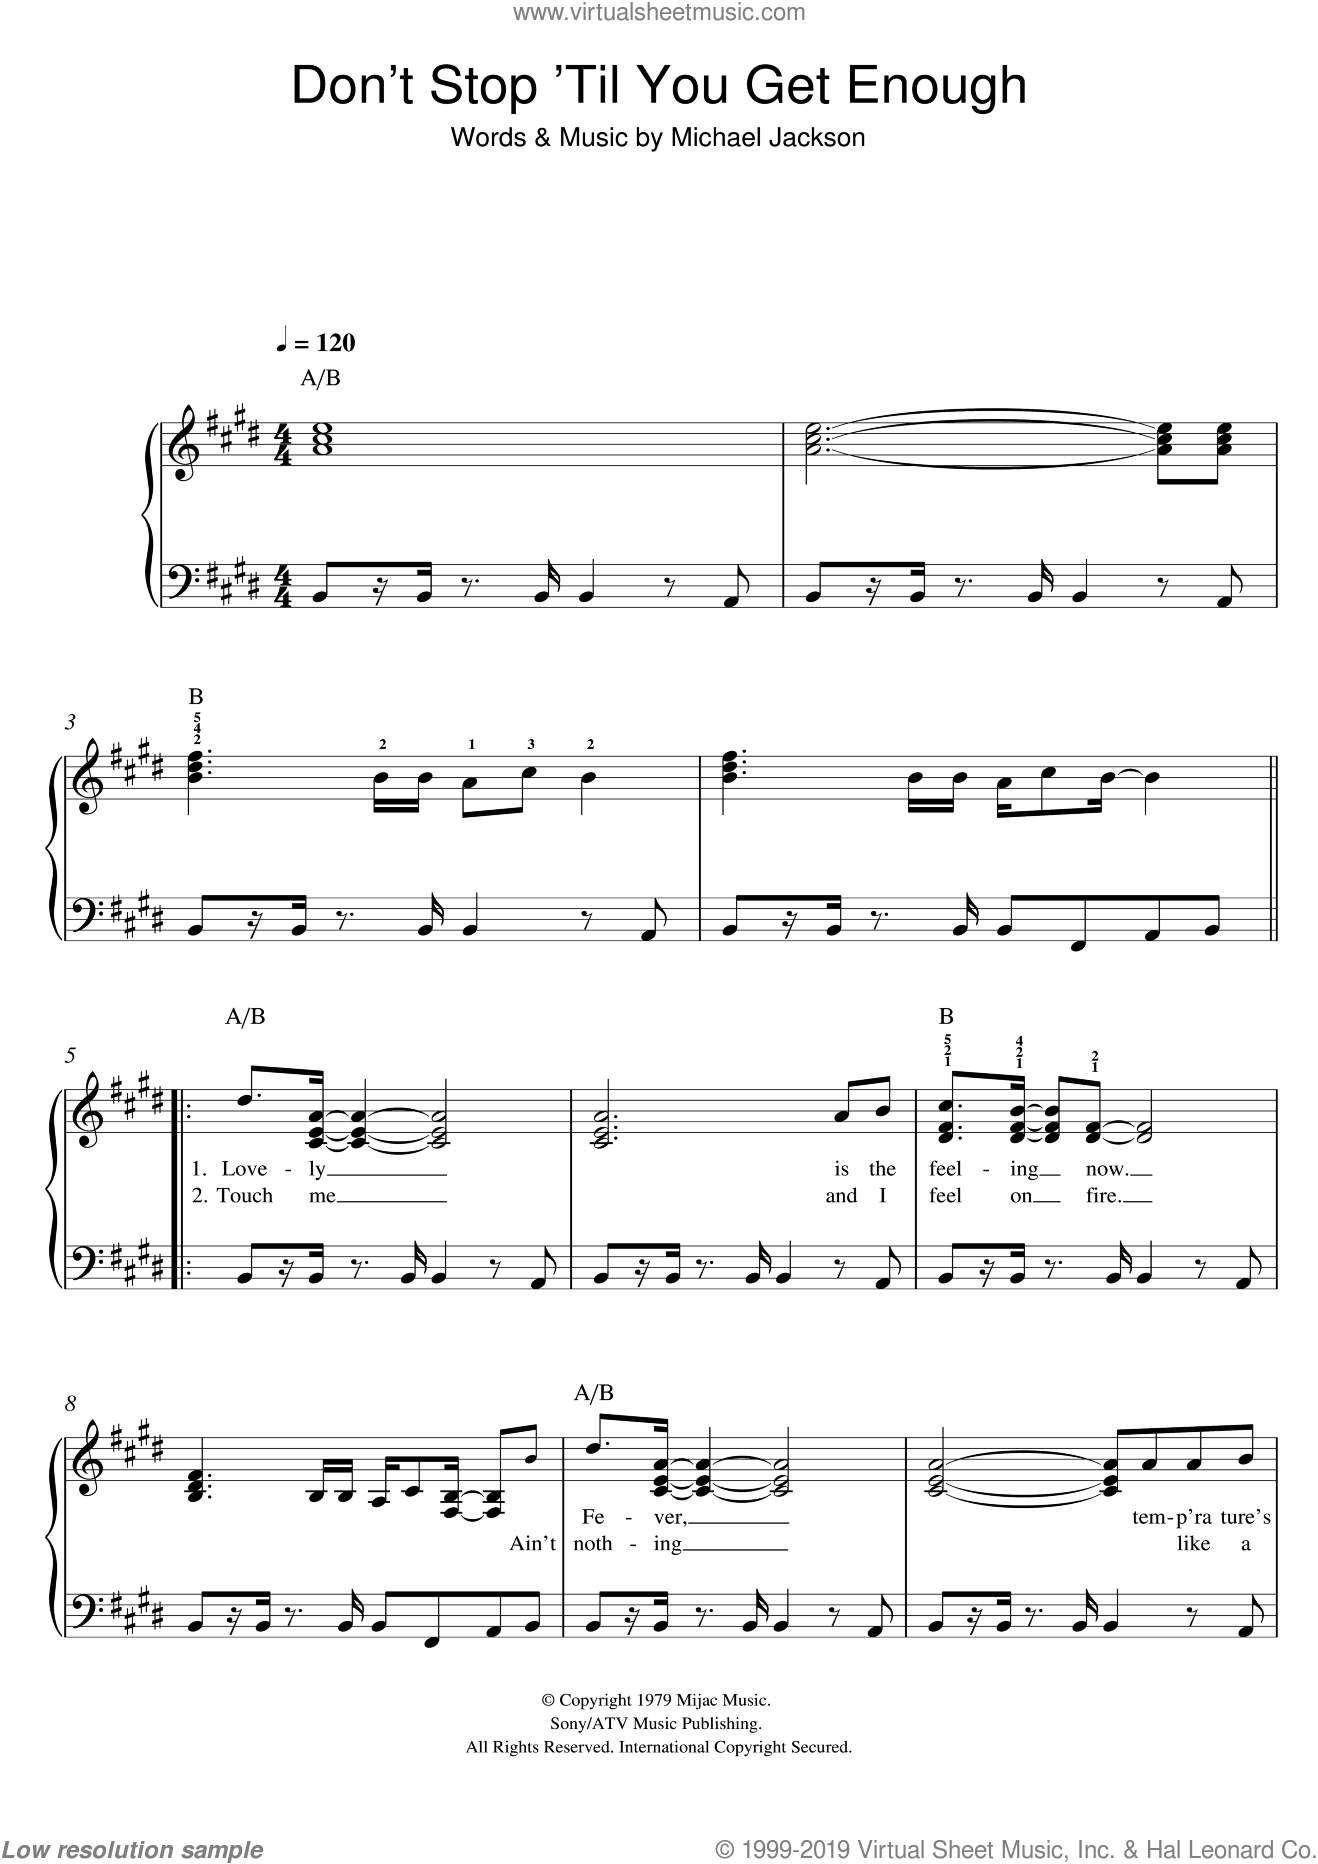 www.virtualsheetmusic.com
Don't Stop 'Til You Get Enough
Words & Music by Michael Jackson
= 120
A/B
4 4
4 4
3
B
5 4 2 2 1 3 2
A/B B
5
5 2 1 4 2 1 2 1
1. Love - ly is the feel - ing now.
2. Touch me and I feel on fire.
8
A/B
Fe - ver, tem-p'ra ture's
Ain't noth - ing like a
© Copyright 1979 Mijac Music.
Sony/ATV Music Publishing.
All Rights Reserved. International Copyright Secured.
Low resolution sample
© 1999-2019 Virtual Sheet Music, Inc. & Hal Leonard Co.